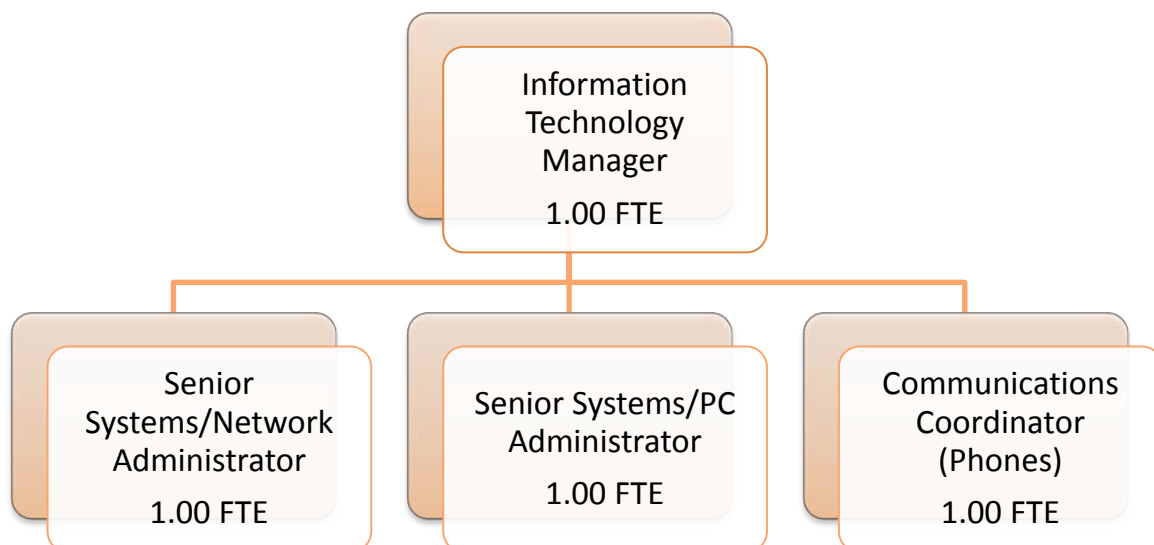 Information
Technology
Manager
1.00 FTE
Senior
Systems/Network
Administrator
1.00 FTE
Senior Systems/PC
Administrator
1.00 FTE
Communications
Coordinator
(Phones)
1.00 FTE